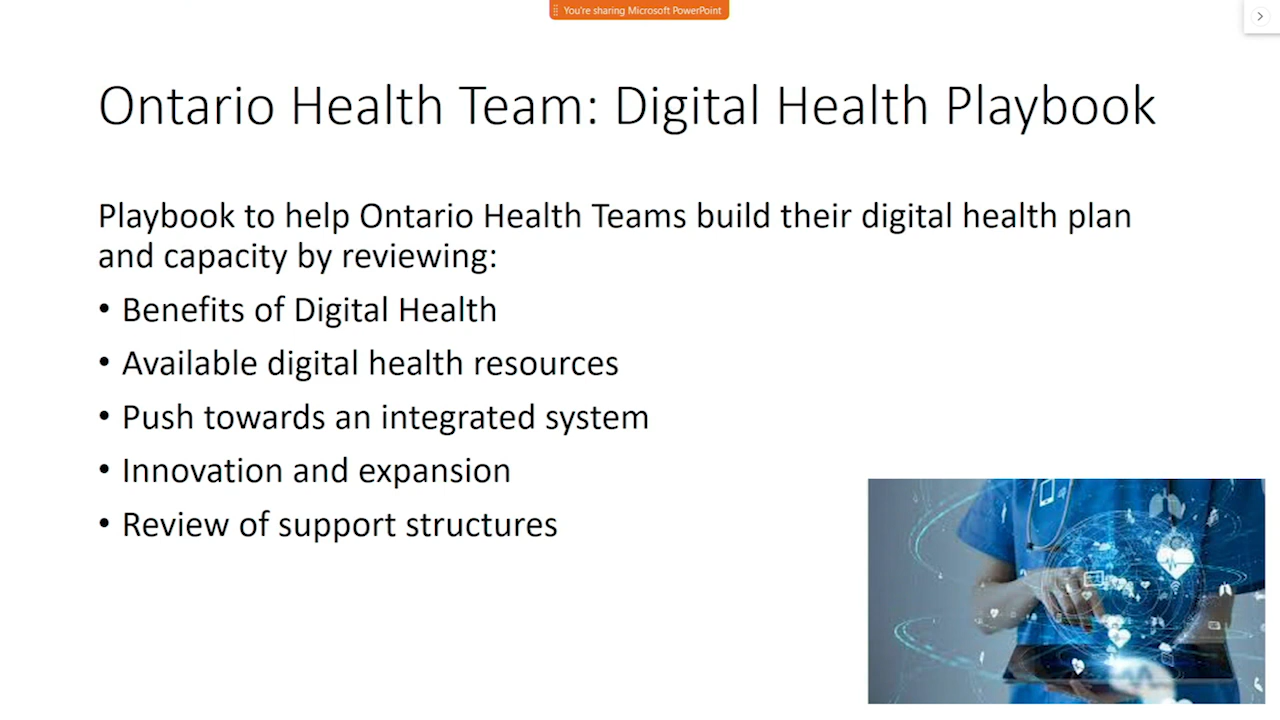 You're sharing Microsoft PowerPoint
Ontario Health Team: Digital Health Playbook
Playbook to help Ontario Health Teams build their digital health plan
and capacity by reviewing:
• Benefits of Digital Health
• Available digital health resources
• Push towards an integrated system
• Innovation and expansion
• Review of support structures